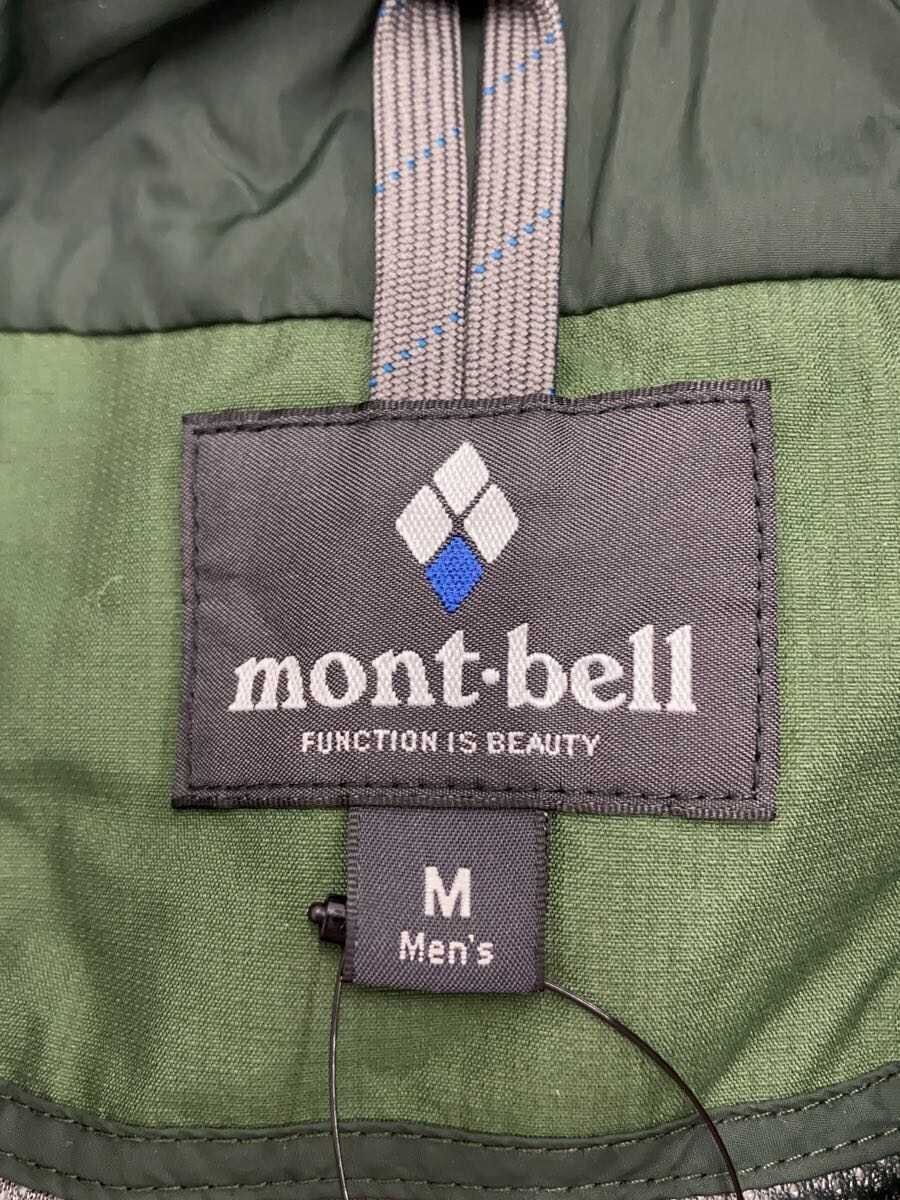 mont·bell
FUNCTION IS BEAUTY
M
Men's